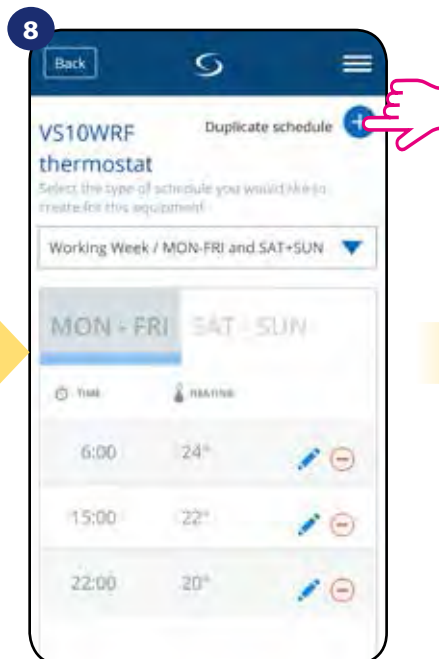 8
Back
VS10WRF
thermostat
Duplicate schedule
Select the type of schedule you would like to
create for this equipment
Working Week / MON-FRI and SAT+SUN
MON - FRI SAT - SUN
TIME HEATING
6:00 24°
15:00 22°
22:00 20°